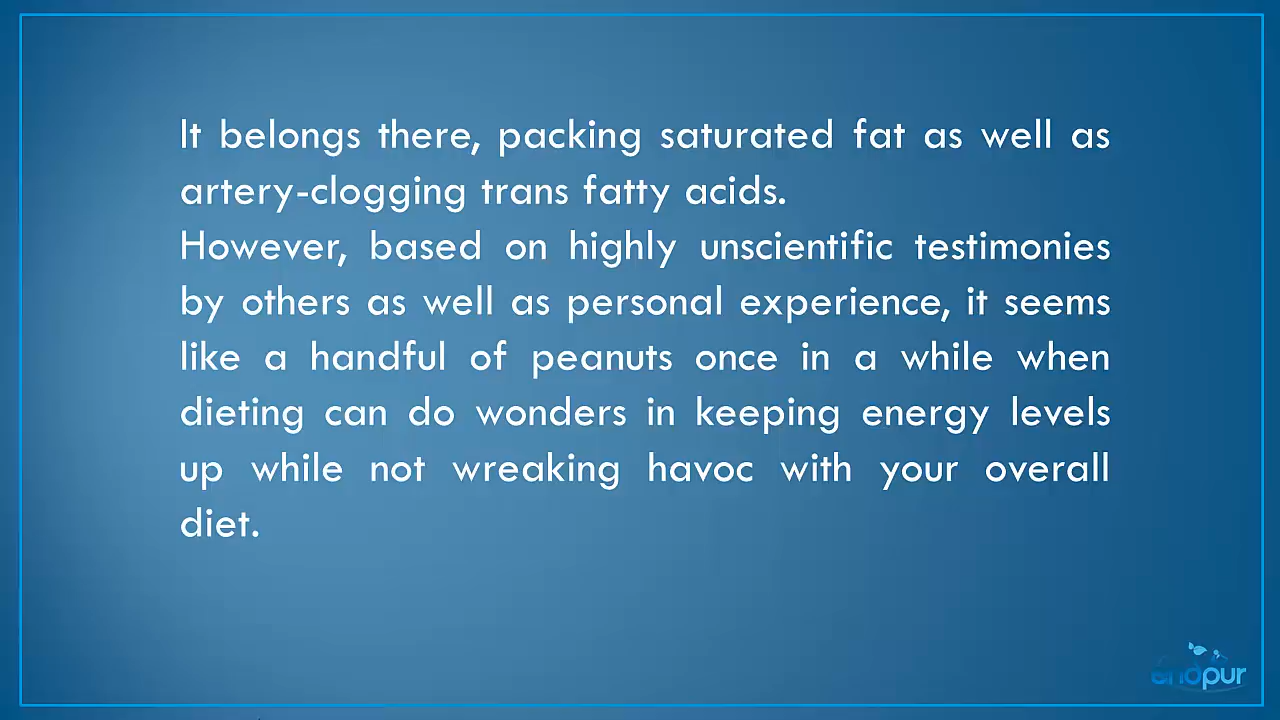 It belongs there, packing saturated fat as well as
artery-clogging trans fatty acids.
However, based on highly unscientific testimonies
by others as well as personal experience, it seems
like a handful of peanuts once in a while when
dieting can do wonders in keeping energy levels
up while not wreaking havoc with your overall
diet.
enopur